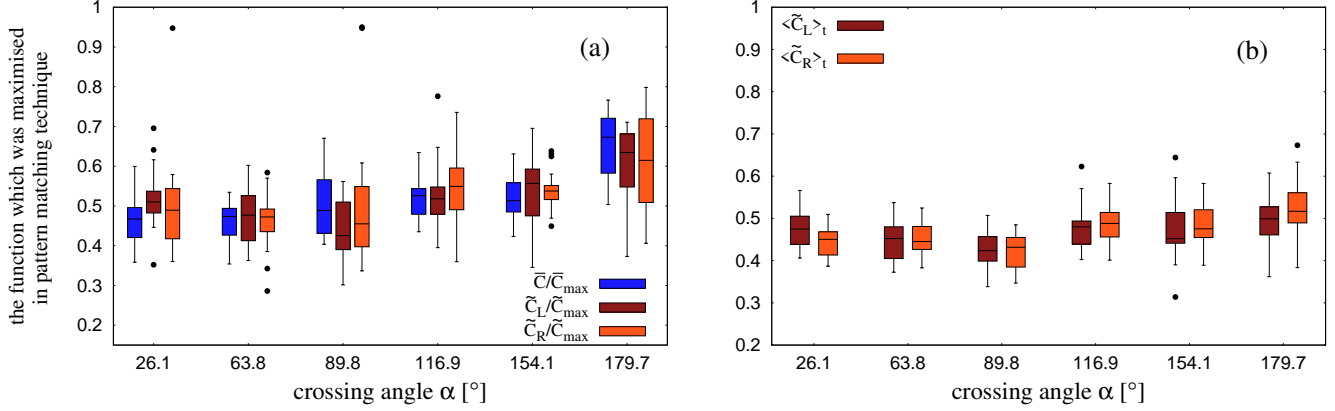 the function which was maximised
in pattern matching technique
1
0.9
0.8
0.7
0.6
0.5
0.4
0.3
0.2
(a)
C̅/C̅max
C̃L/C̃max
C̃R/C̃max
26.1 63.8 89.8 116.9 154.1 179.7
crossing angle α [°]
1
0.9
0.8
0.7
0.6
0.5
0.4
0.3
0.2
<C̃L>t
<C̃R>t
(b)
26.1 63.8 89.8 116.9 154.1 179.7
crossing angle α [°]